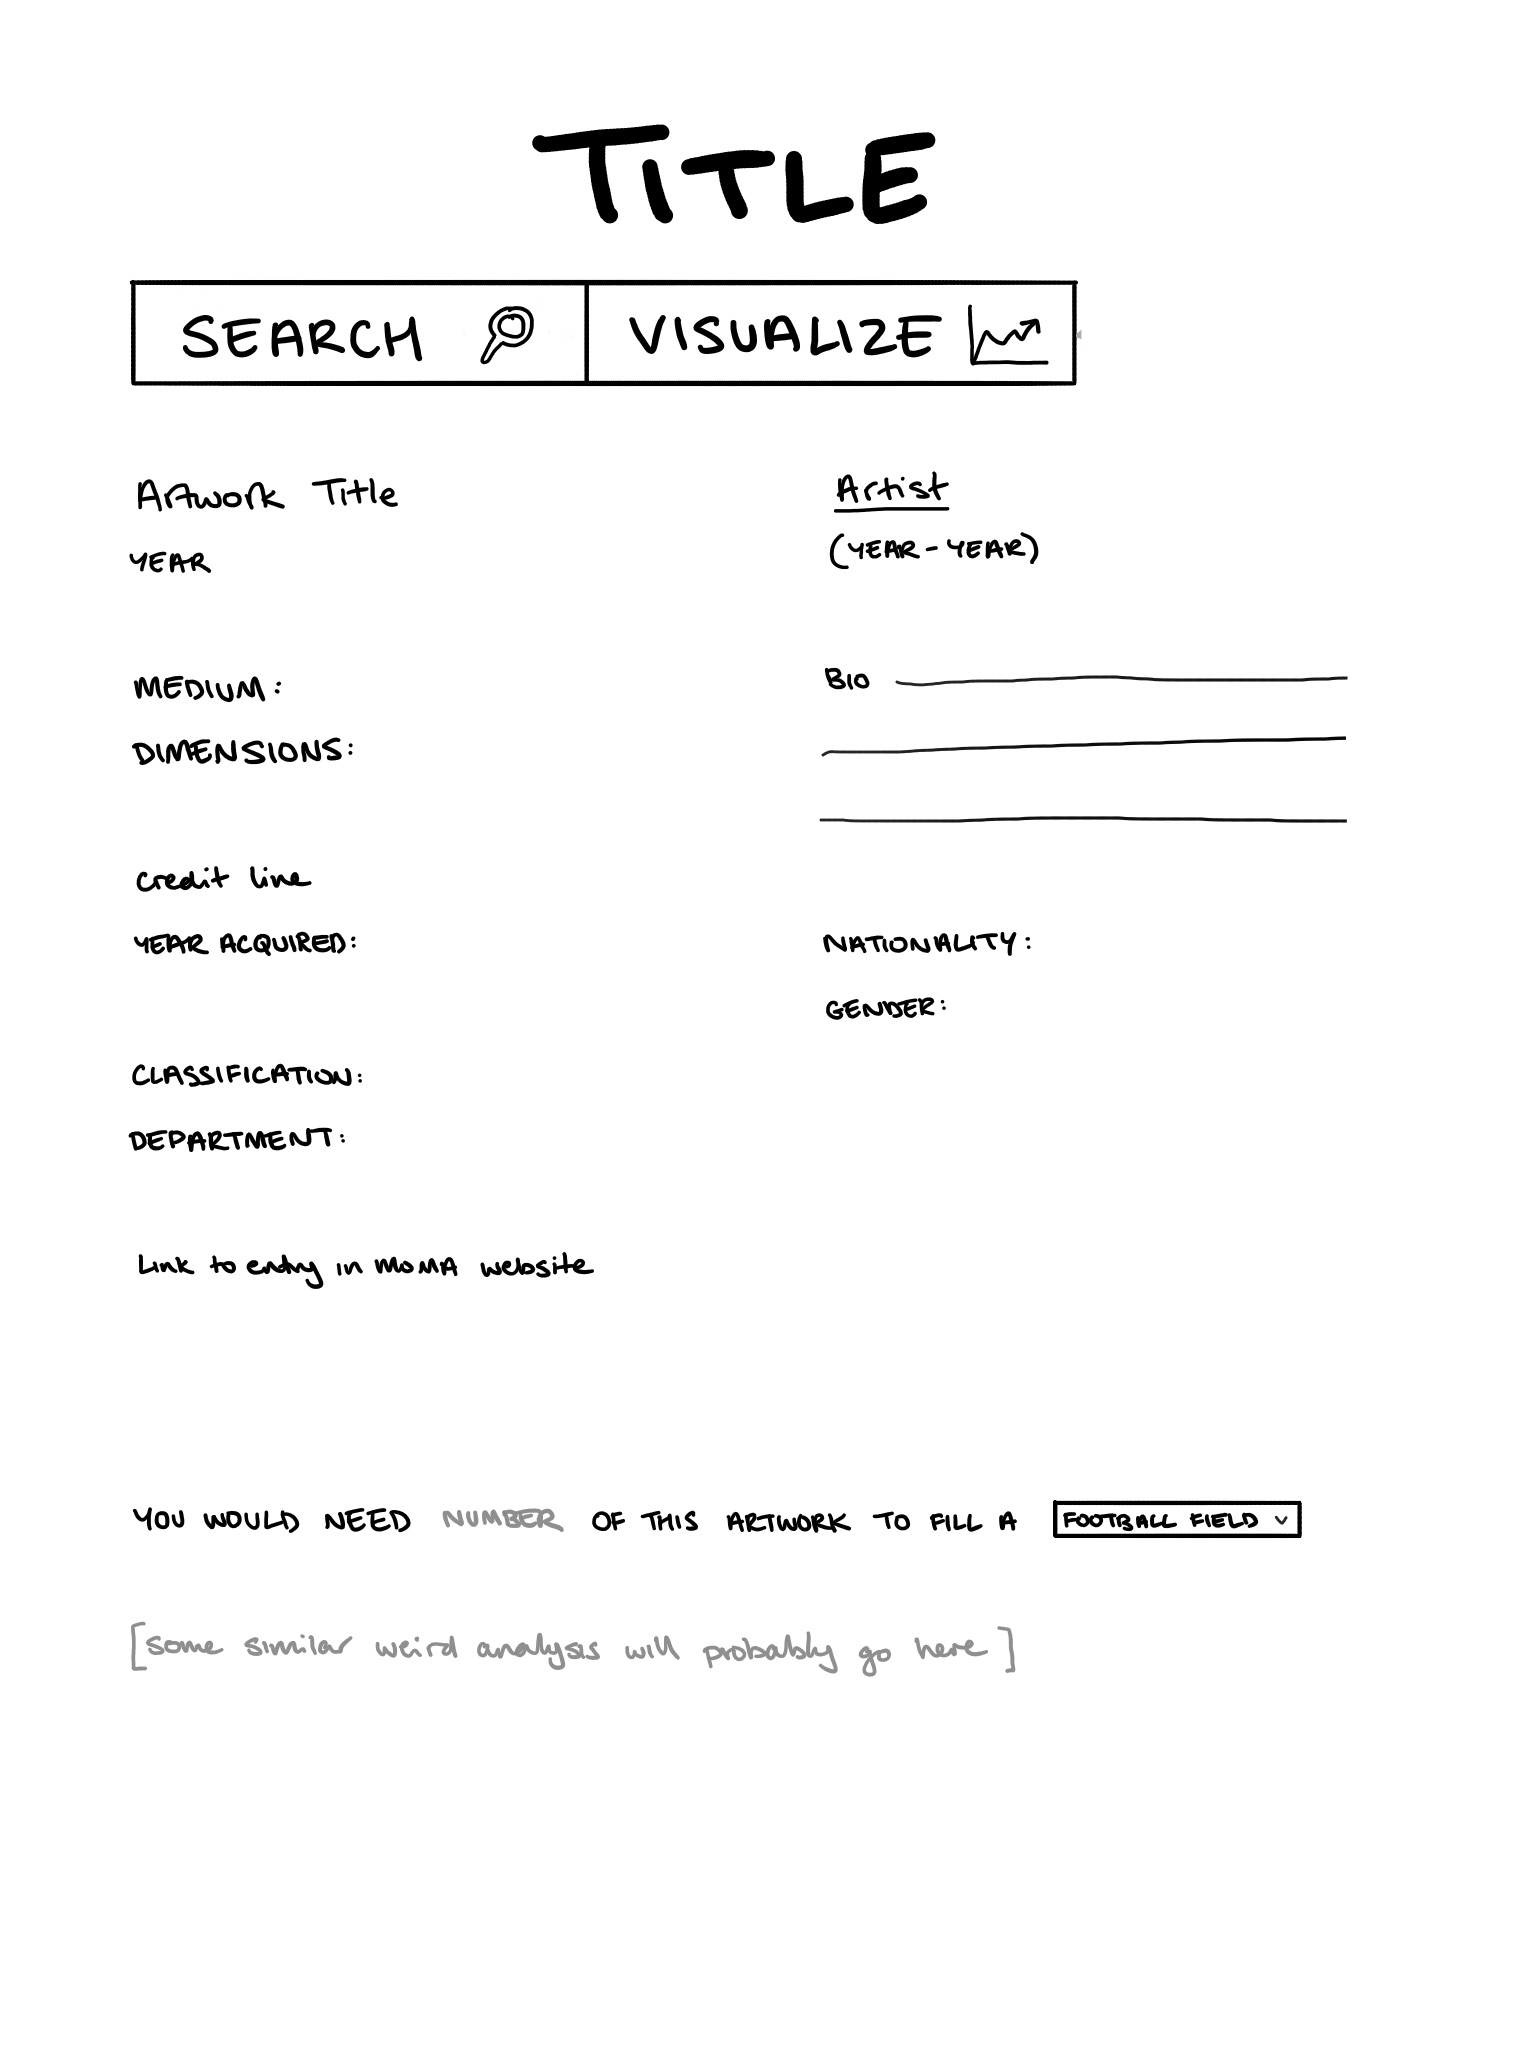 TITLE
SEARCH
VISUALIZE
Artwork Title
YEAR
MEDIUM:
DIMENSIONS:
Credit line
YEAR ACQUIRED:
CLASSIFICATION:
DEPARTMENT:
Link to entry in MoMA website
Artist
(YEAR - YEAR)
BIO
NATIONALITY:
GENDER:
YOU WOULD NEED NUMBER OF THIS ARTWORK TO FILL A FOOTBALL FIELD
[some similar weird analysis will probably go here]